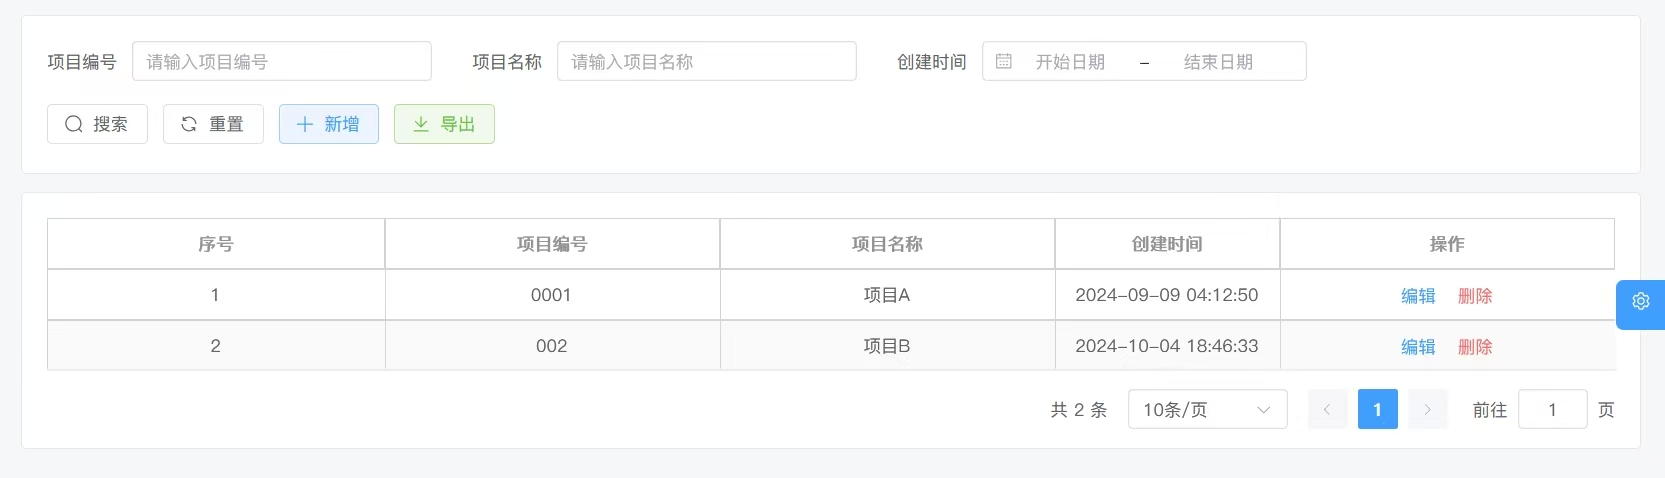 项目编号 请输入项目编号 项目名称 请输入项目名称 创建时间 开始日期 – 结束日期
搜索 重置 新增 导出
序号 项目编号 项目名称 创建时间 操作
1 0001 项目A 2024-09-09 04:12:50 编辑 删除
2 002 项目B 2024-10-04 18:46:33 编辑 删除
共 2 条 10条/页 1 前往 1 页